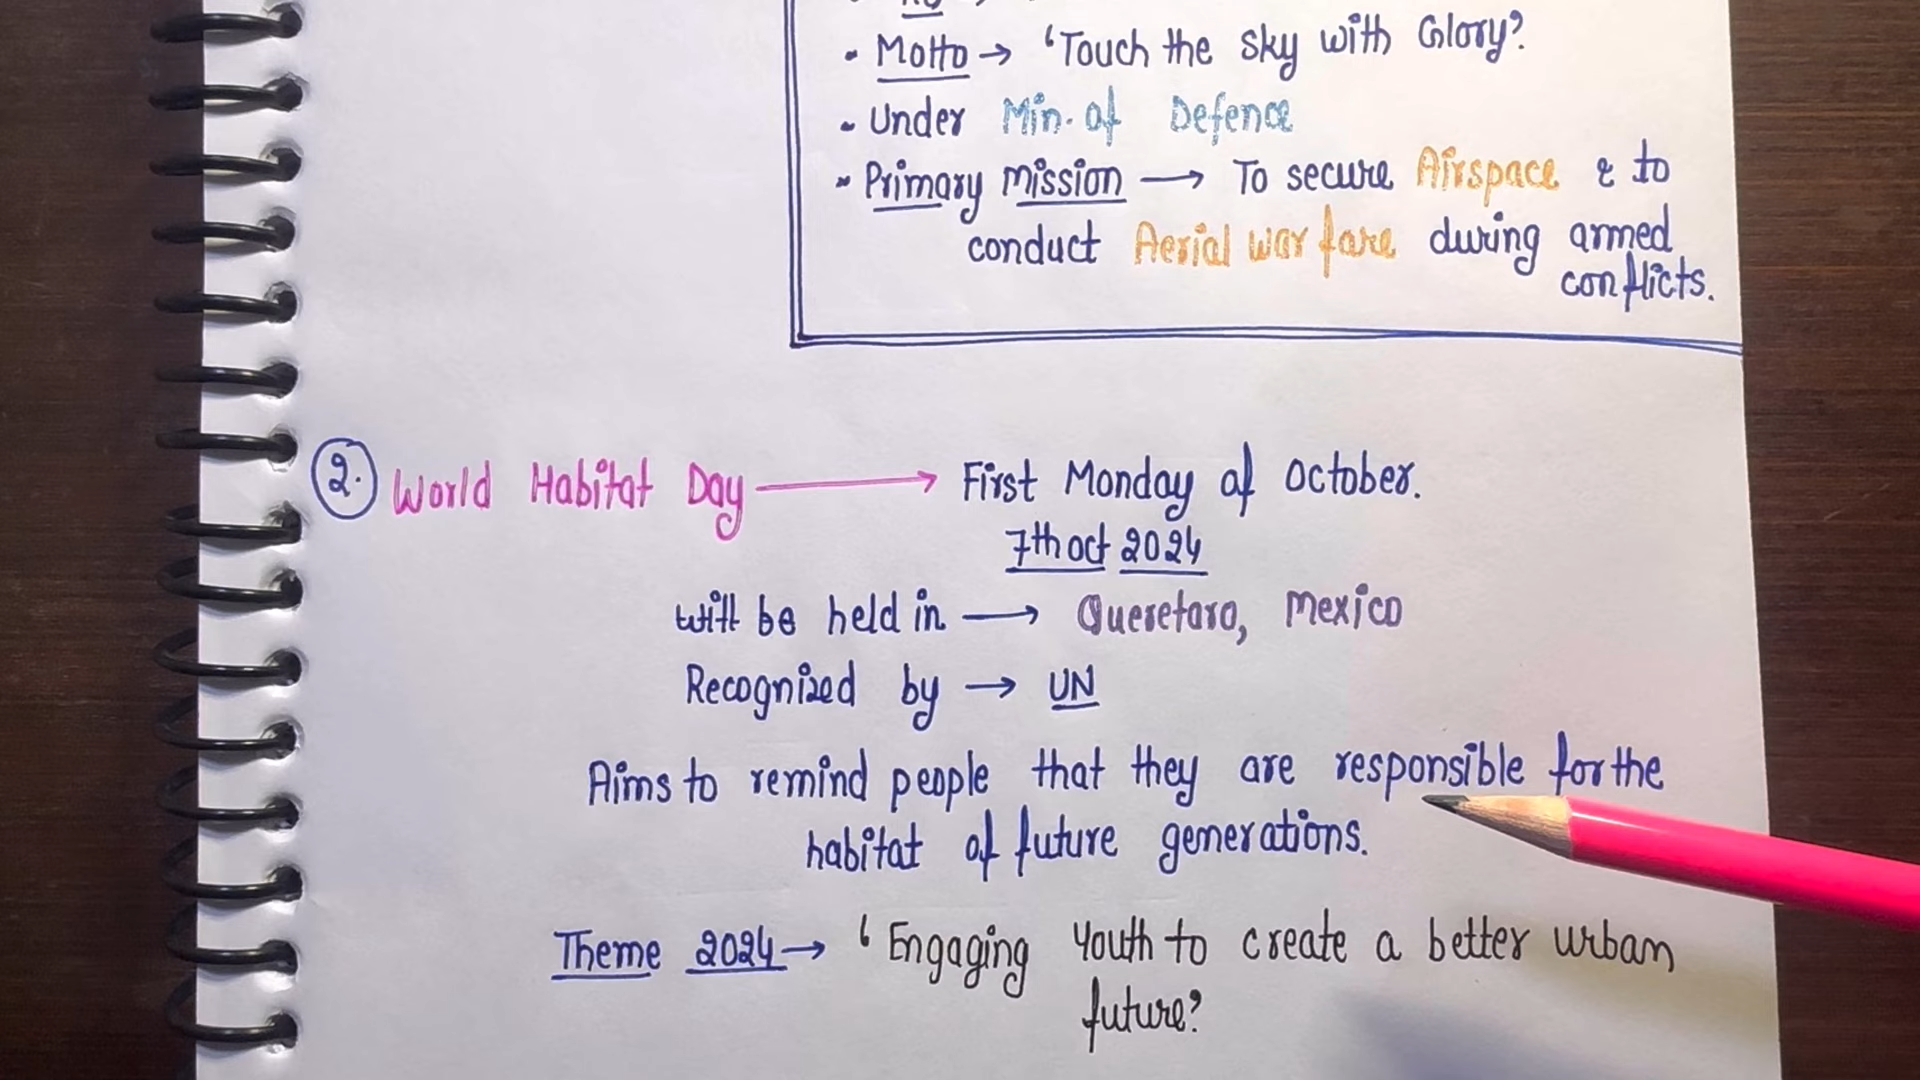 • Motto → 'Touch the sky with Glory'.
- Under Min. of Defence
- Primary Mission → To secure Airspace & to
conduct Aerial warfare during armed
conflicts.
2. World Habitat Day → First Monday of October.
7th oct 2024
will be held in → Queretaro, Mexico
Recognized by → UN
Aims to remind people that they are responsible for the
habitat of future generations.
Theme 2024 → 'Engaging Youth to create a better urban
future'.